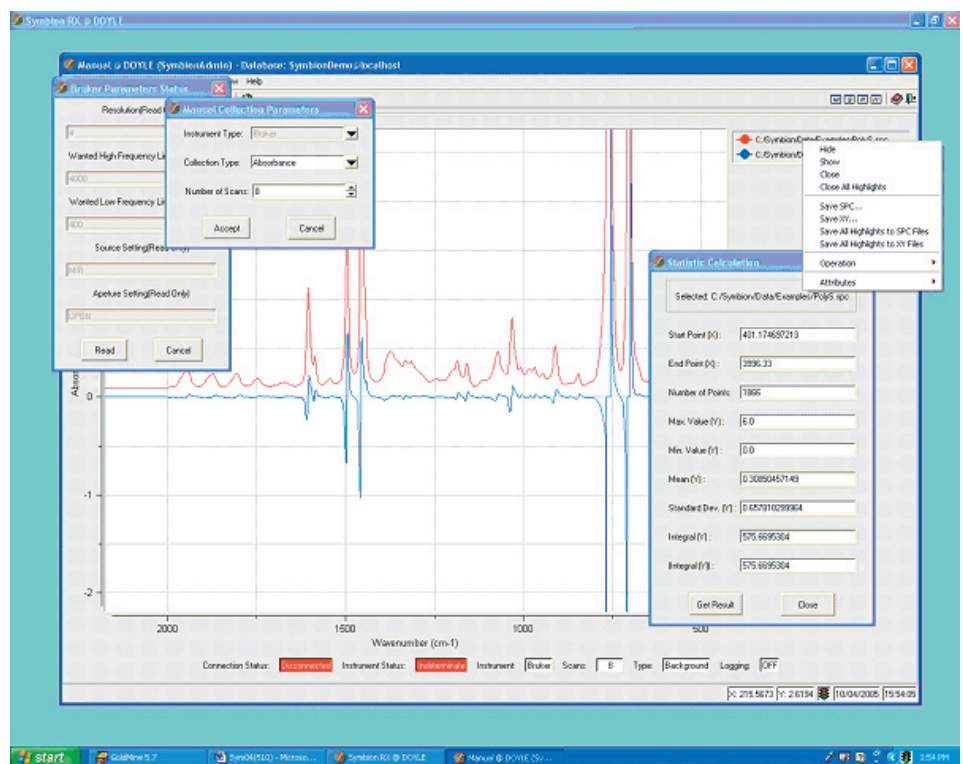 Symbion RX @ DOYLE
Manual @ DOYLE (SymbionAdmin) - Database: SymbionDemo@localhost
Help
Bruker Parameters Status
Resolution(Read
4
Wanted High Frequency Li
4000
Wanted Low Frequency Li
400
Source Setting(Read Only)
NIR
Apeture Setting(Read Only)
OPEN
Read Cancel
Manual Collection Parameters
Instrument Type: Bruker
Collection Type: Absorbance
Number of Scans: 8
Accept Cancel
C:/Symbion/Data/Examples/PolyS.spc
C:/Symbion/D
Hide
Show
Close
Close All Highlights
Save SPC...
Save XY...
Save All Highlights to SPC Files
Save All Highlights to XY Files
Operation
Attributes
Statistic Calculation
Selected: C:/Symbion/Data/Examples/PolyS.spc
Start Point (X): 401.174697213
End Point (X): 3996.33
Number of Points: 1866
Max. Value (Y): 6.0
Min. Value (Y): 0.0
Mean (Y): 0.30850457149
Standard Dev. (Y): 0.657810289964
Integral (Y): 575.6695304
|Integral (Y)|: 575.6695304
Get Result Close
Absor
0
-1
-2
2000 1500 1000 500
Wavenumber (cm-1)
Connection Status: Disconnected Instrument Status: Indeterminate Instrument: Bruker Scans: 8 Type: Background Logging: OFF
X: 215.5673 Y: 2.6194 10/04/2005 15:54:05
start GoldMine 5.7 Sym04(510) - Microso... Symbion RX @ DOYLE Manual @ DOYLE (Sy... 3:54 PM